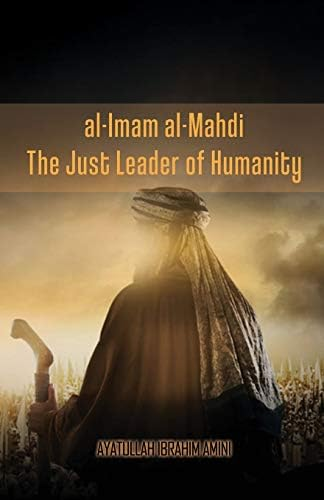 al-Imam al-Mahdi
The Just Leader of Humanity
AYATULLAH IBRAHIM AMINI